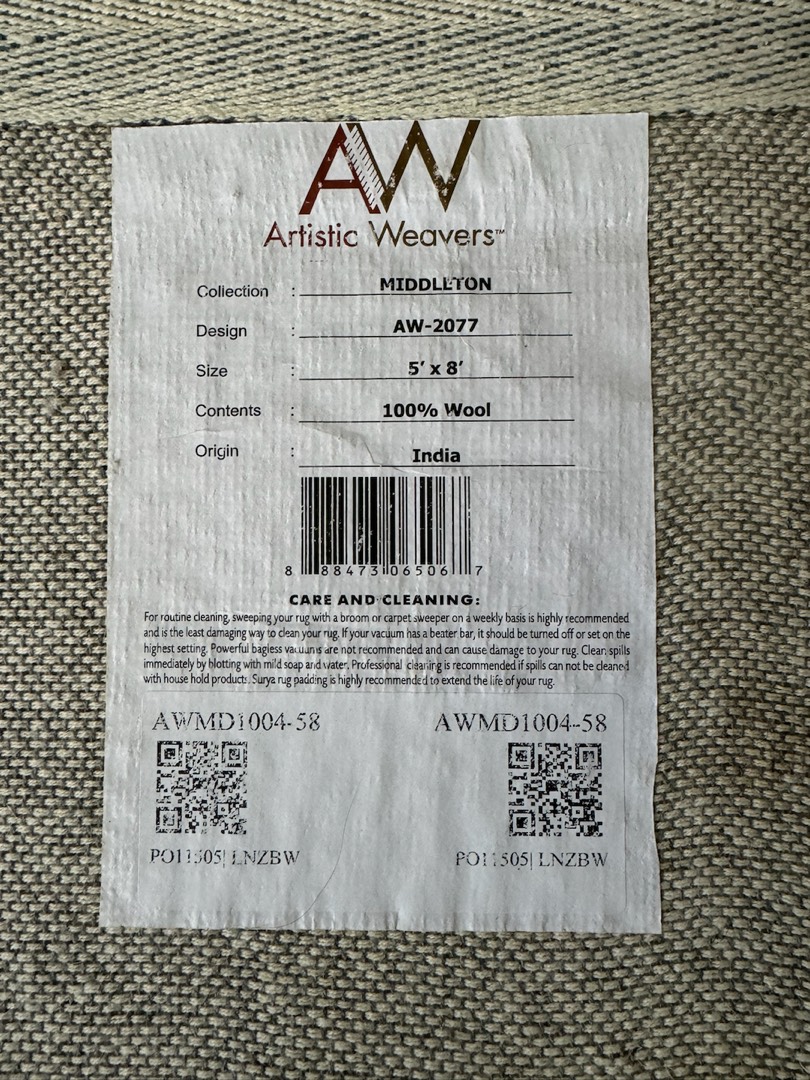 AW
Artistic Weavers™
Collection : MIDDLETON
Design : AW-2077
Size : 5' x 8'
Contents : 100% Wool
Origin : India
8 88473 06506 7
CARE AND CLEANING:
For routine cleaning, sweeping your rug with a broom or carpet sweeper on a weekly basis is highly recommended
and is the least damaging way to clean your rug. If your vacuum has a beater bar, it should be turned off or set on the
highest setting. Powerful bagless vacuums are not recommended and can cause damage to your rug. Clean spills
immediately by blotting with mild soap and water. Professional cleaning is recommended if spills can not be cleaned
with house hold products. Surya rug padding is highly recommended to extend the life of your rug.
AWMD1004-58 AWMD1004-58
PO11505| LNZBW PO11505| LNZBW